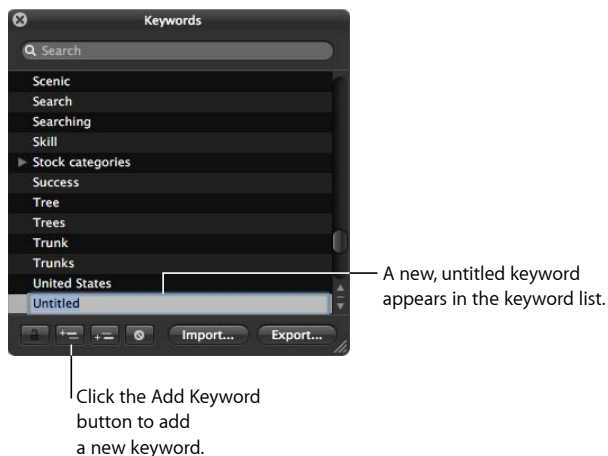 Keywords
Search
Scenic
Search
Searching
Skill
Stock categories
Success
Tree
Trees
Trunk
Trunks
United States
Untitled
Import...
Export...
A new, untitled keyword
appears in the keyword list.
Click the Add Keyword
button to add
a new keyword.